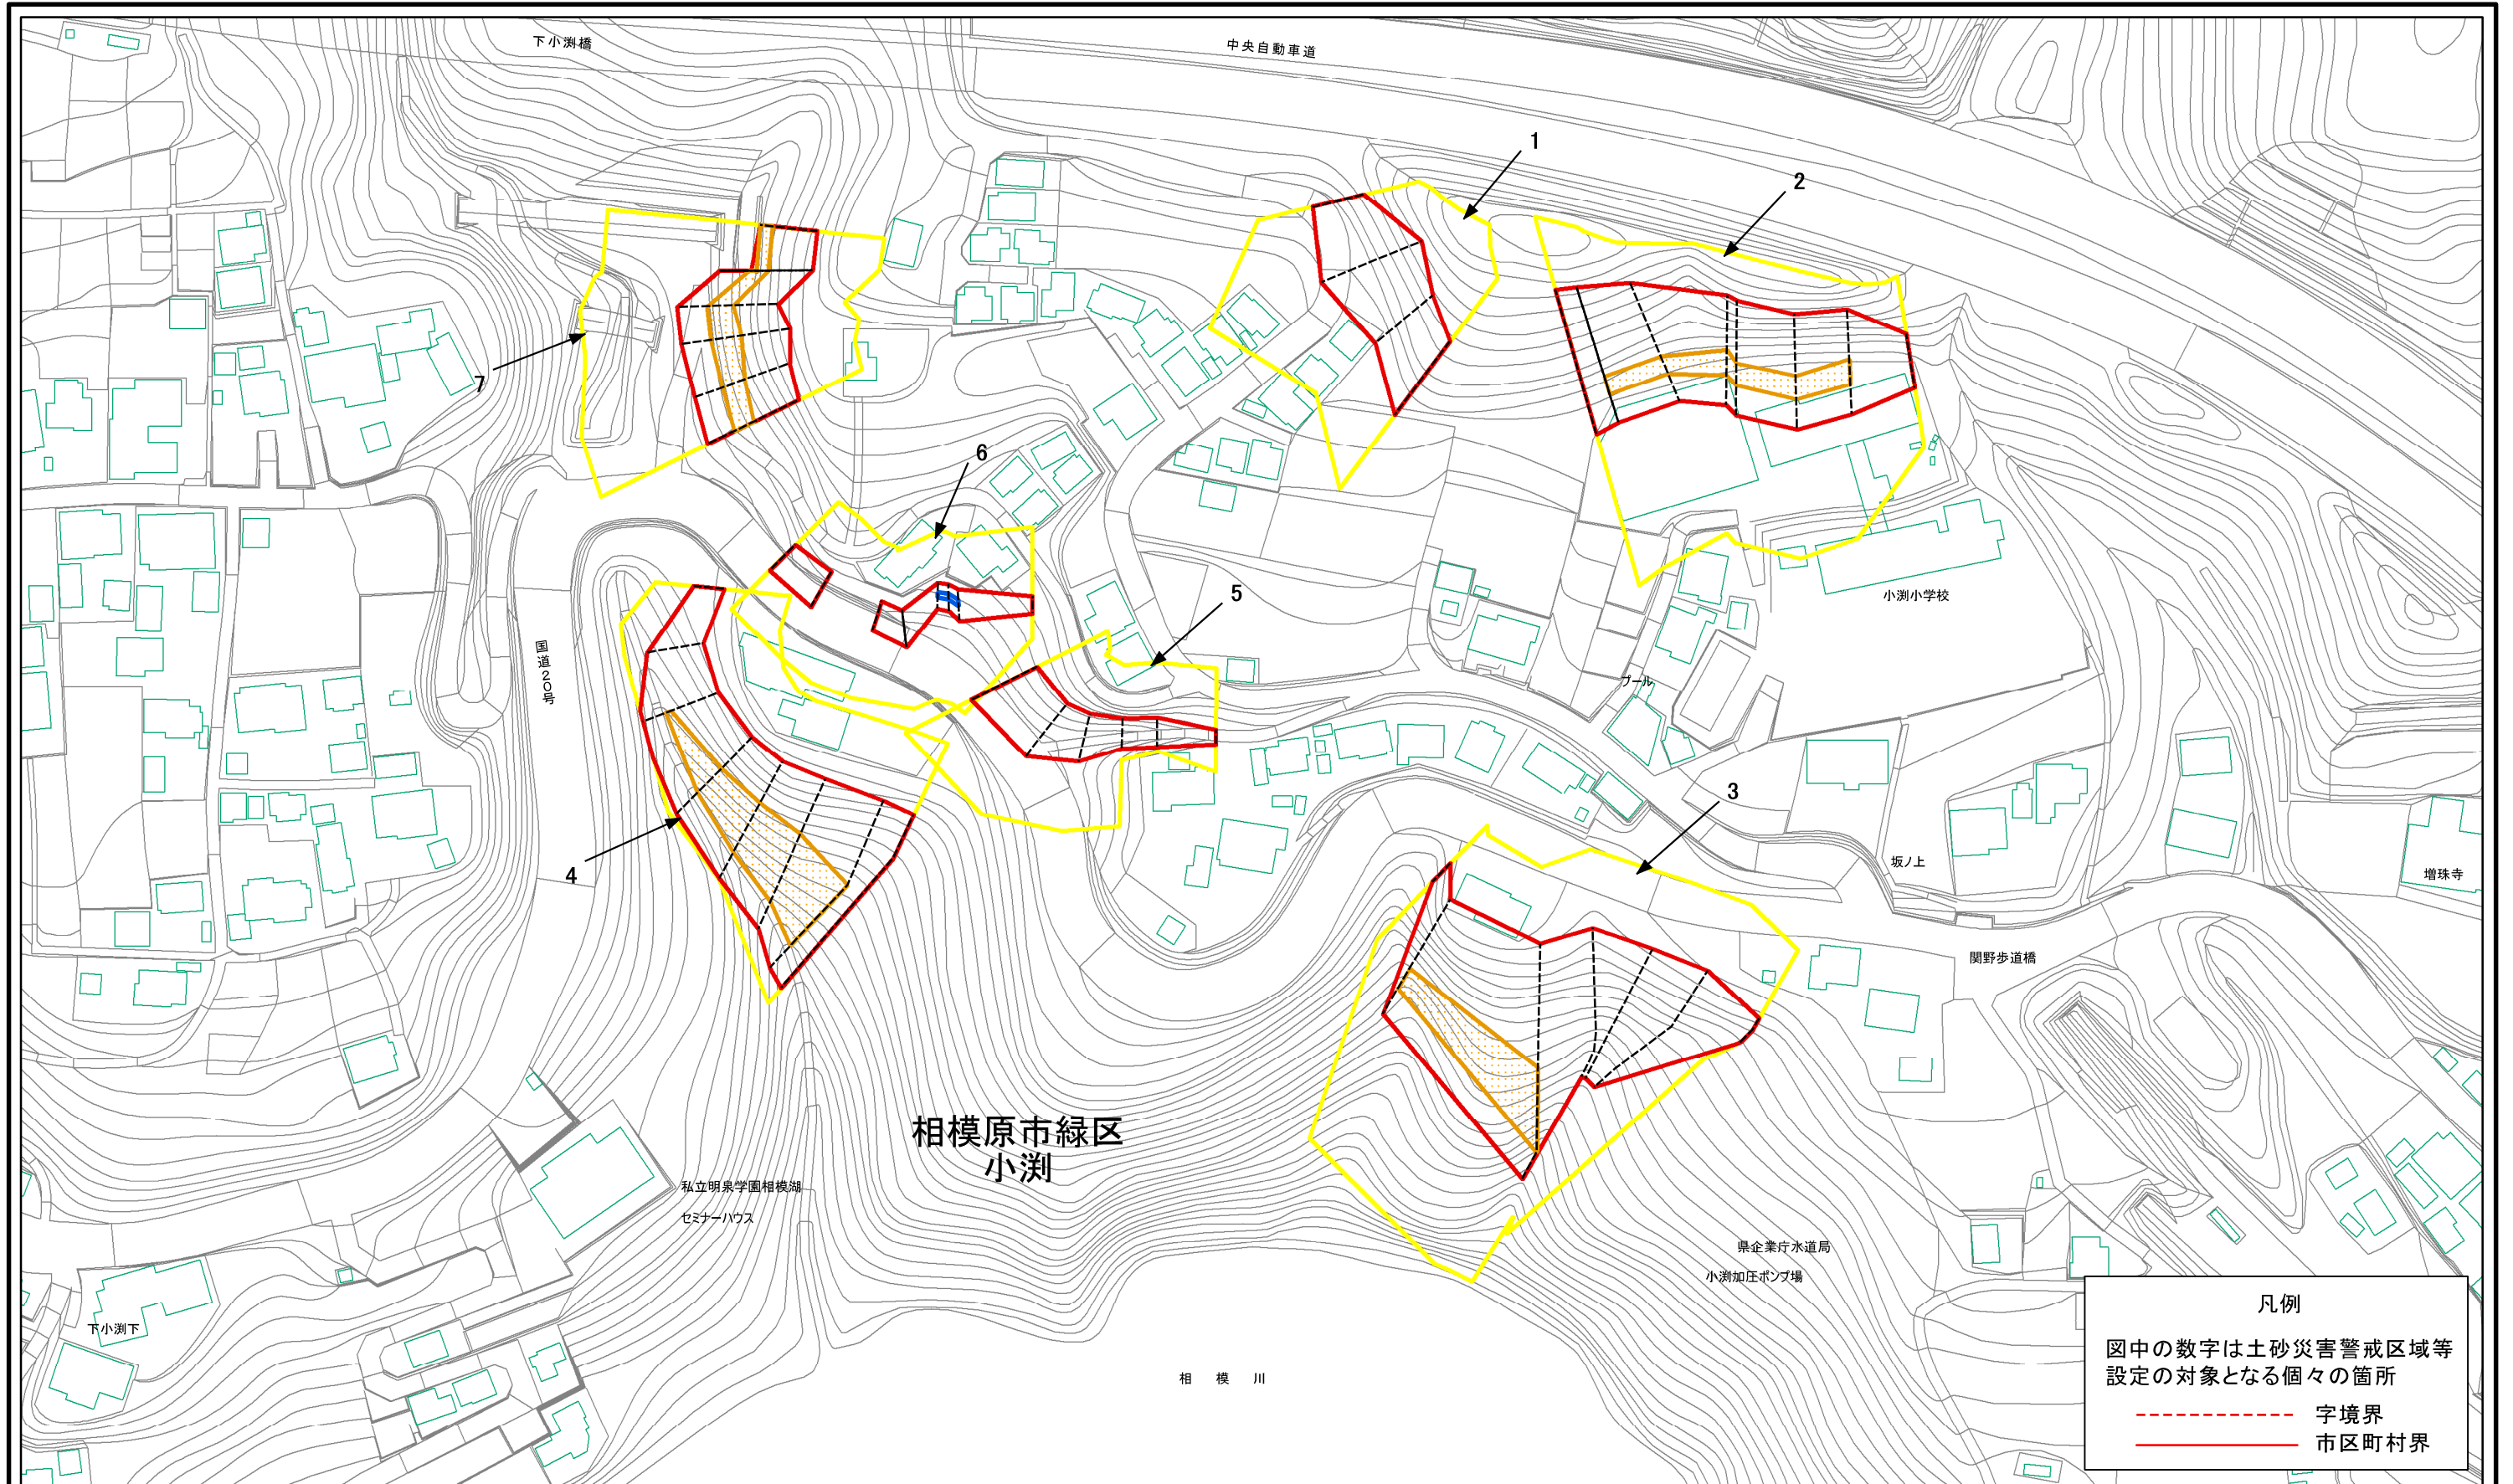 下小渕橋
中央自動車道
1
2
7
6
5
小渕小学校
国道20号
プール
3
4
坂ノ上
増珠寺
関野歩道橋
相模原市緑区
小渕
私立明泉学園相模湖
セミナーハウス
県企業庁水道局
小渕加圧ポンプ場
下小渕下
相模川
凡例
図中の数字は土砂災害警戒区域等
設定の対象となる個々の箇所
字境界
市区町村界